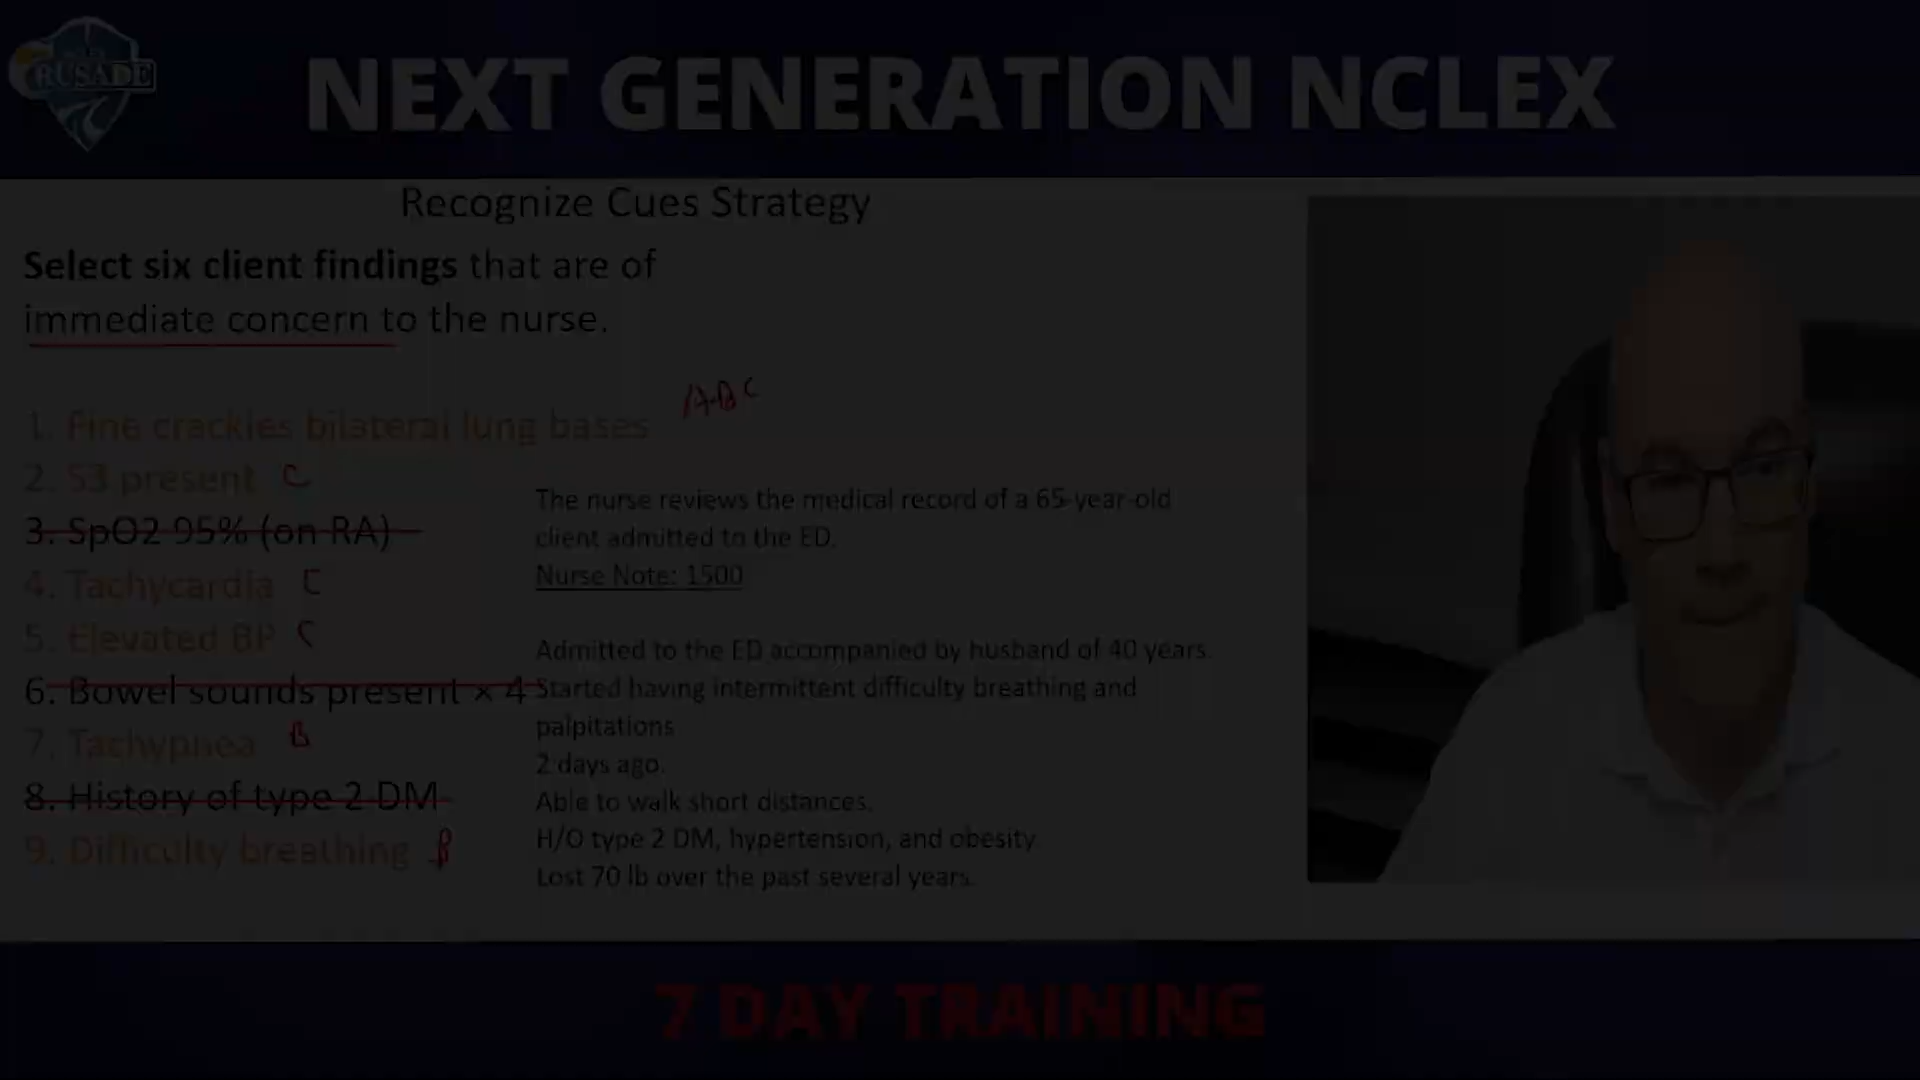 RUSADE
NEXT GENERATION NCLEX
Recognize Cues Strategy
Select six client findings that are of
immediate concern to the nurse.
ABC
1. Fine crackles bilateral lung bases
2. S3 present C
3. SpO2 95% (on RA)
4. Tachycardia C
5. Elevated BP C
6. Bowel sounds present × 4
7. Tachypnea B
8. History of type 2 DM
9. Difficulty breathing B
The nurse reviews the medical record of a 65-year-old
client admitted to the ED.
Nurse Note: 1500
Admitted to the ED accompanied by husband of 40 years.
Started having intermittent difficulty breathing and
palpitations
2 days ago.
Able to walk short distances.
H/O type 2 DM, hypertension, and obesity.
Lost 70 lb over the past several years.
7 DAY TRAINING